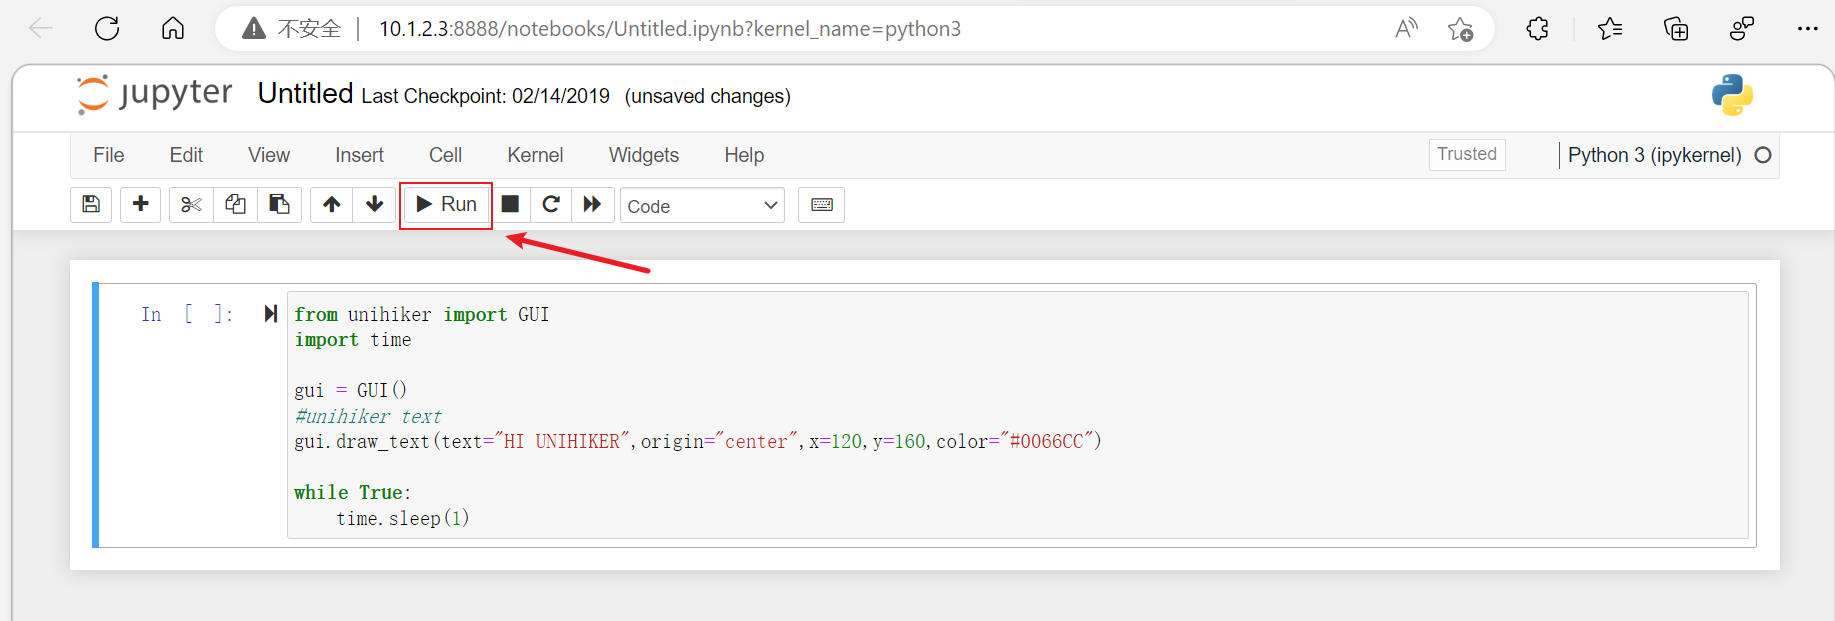 不安全 | 10.1.2.3:8888/notebooks/Untitled.ipynb?kernel_name=python3
jupyter Untitled Last Checkpoint: 02/14/2019 (unsaved changes)
File Edit View Insert Cell Kernel Widgets Help Trusted Python 3 (ipykernel)
Run Code
In [ ]:
from unihiker import GUI
import time
gui = GUI()
#unihiker text
gui.draw_text(text="HI UNIHIKER",origin="center",x=120,y=160,color="#0066CC")
while True:
    time.sleep(1)